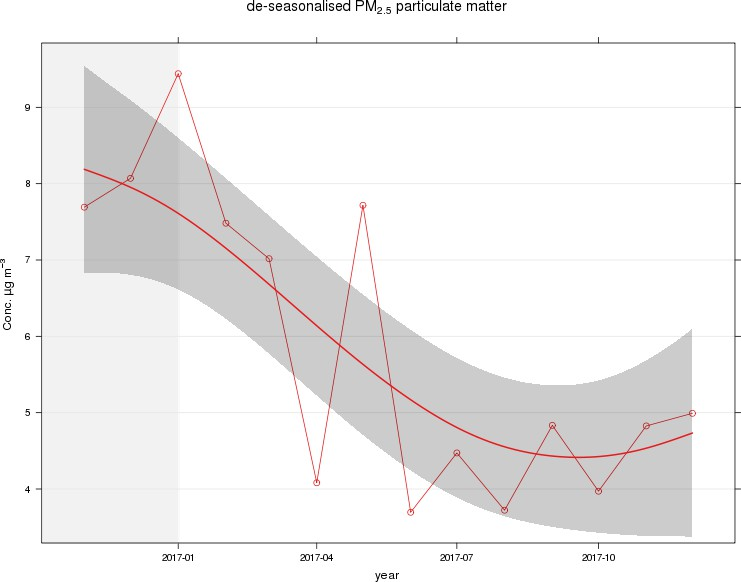 de-seasonalised PM₂.₅ particulate matter
9
8
7
6
5
4
Conc. µg m⁻³
2017-01 2017-04 2017-07 2017-10
year